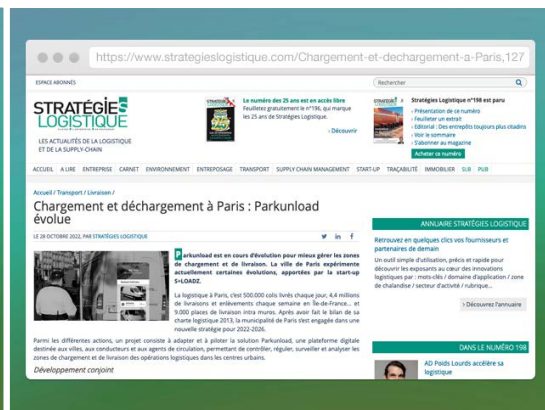 https://www.strategieslogistique.com/Chargement-et-dechargement-a-Paris,127
ESPACE ABONNÉS
Rechercher
STRATÉGIES
LOGISTIQUE
LES ACTUALITÉS DE LA LOGISTIQUE
ET DE LA SUPPLY-CHAIN
Le numéro des 25 ans est en accès libre
Feuilletez gratuitement le n°196, qui marque
les 25 ans de Stratégies Logistique.
› Découvrir
Stratégies Logistique n°198 est paru
› Présentation de ce numéro
› Feuilleter un extrait
› Editorial : Des entrepôts toujours plus citadins
› Voir le sommaire
› S'abonner au magazine
Acheter ce numéro
ACCUEIL A LIRE ENTREPRISE CARNET ENVIRONNEMENT ENTREPOSAGE TRANSPORT SUPPLY CHAIN MANAGEMENT START-UP TRAÇABILITÉ IMMOBILIER SLB PUB
Accueil / Transport / Livraison /
Chargement et déchargement à Paris : Parkunload
évolue
LE 28 OCTOBRE 2022, PAR STRATÉGIES LOGISTIQUE
Parkunload est en cours d'évolution pour mieux gérer les zones
de chargement et de livraison. La ville de Paris expérimente
actuellement certaines évolutions, apportées par la start-up
S+LOADZ.
La logistique à Paris, c'est 500.000 colis livrés chaque jour, 4,4 millions
de livraisons et enlèvements chaque semaine en Île-de-France... et
9.000 places de livraison intra muros. Après avoir fait le bilan de sa
charte logistique 2013, la municipalité de Paris s'est engagée dans une
nouvelle stratégie pour 2022-2026.
Parmi les différentes actions, un projet consiste à adapter et à piloter la solution Parkunload, une plateforme digitale
destinée aux villes, aux conducteurs et aux agents de circulation, permettant de contrôler, réguler, surveiller et analyser les
zones de chargement et de livraison des opérations logistiques dans les centres urbains.
Développement conjoint
ANNUAIRE STRATÉGIES LOGISTIQUE
Retrouvez en quelques clics vos fournisseurs et
partenaires de demain
Un outil simple d'utilisation, précis et rapide pour
découvrir les exposants au cœur des innovations
logistiques par : mots-clés / domaine d'application / zone
de chalandise / secteur d'activité / rubrique...
› Découvrez l'annuaire
DANS LE NUMÉRO 198
AD Poids Lourds accélère sa
logistique